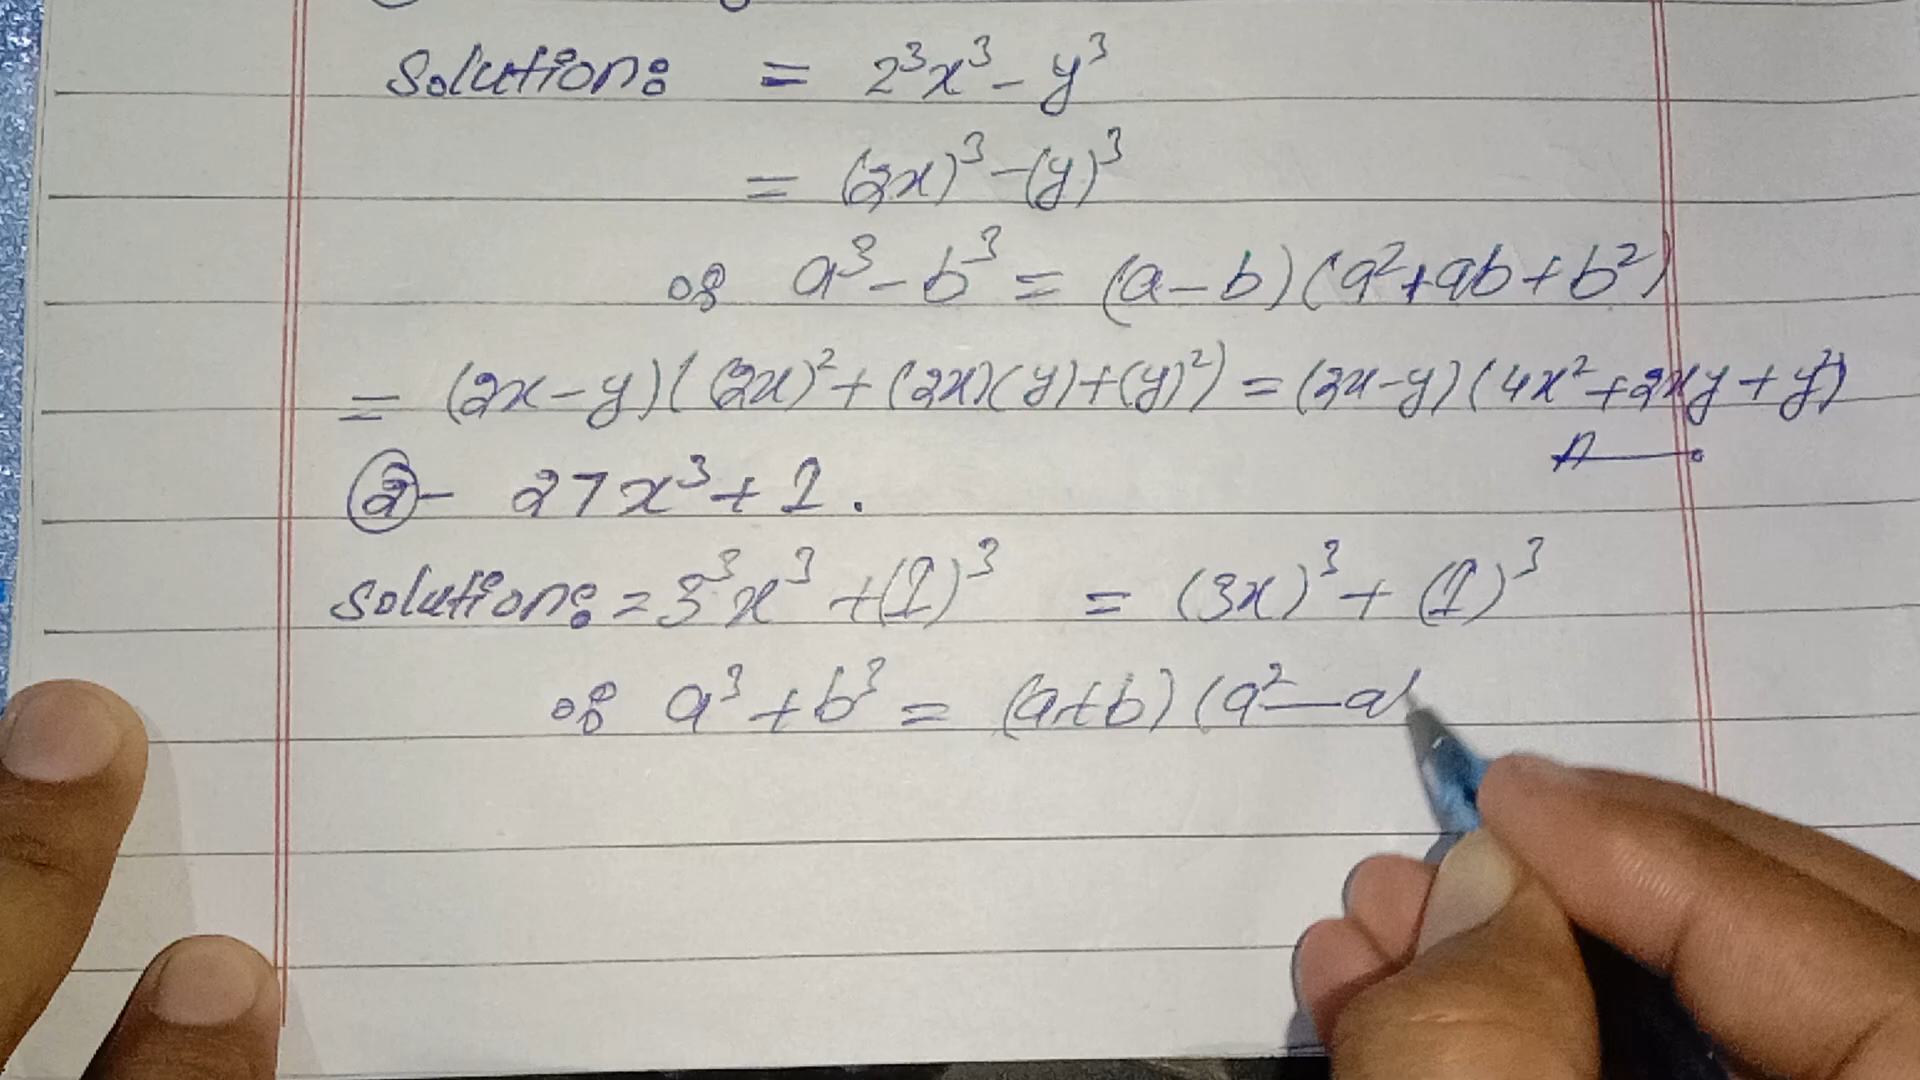 Solution: = 2³x³ - y³
= (2x)³ - (y)³
∵ a³ - b³ = (a - b) (a² + ab + b²)
= (2x - y) ( (2x)² + (2x)(y) + (y)²) = (2x - y) (4x² + 2xy + y²)
② - 27x³ + 1.
Solution: = 3³x³ + (1)³ = (3x)³ + (1)³
∵ a³ + b³ = (a + b) (a² - a